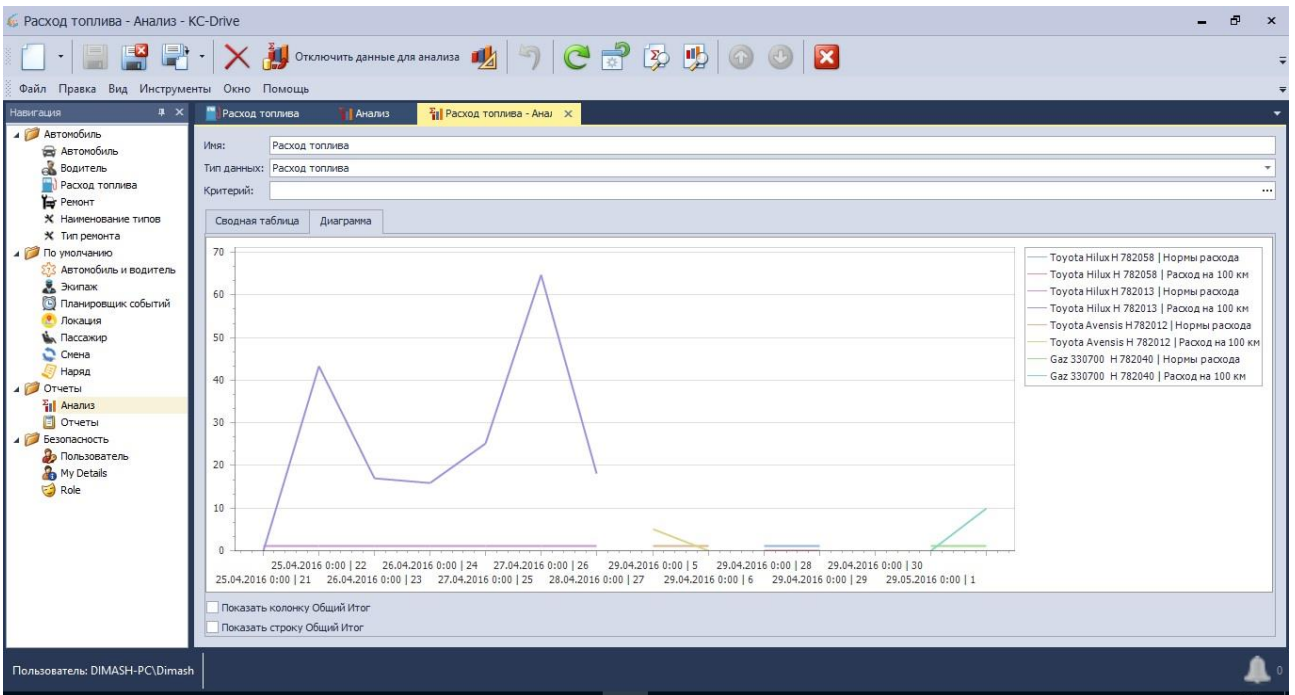 Расход топлива - Анализ - KC-Drive
Отключить данные для анализа
Файл Правка Вид Инструменты Окно Помощь
Навигация
Автомобиль
Автомобиль
Водитель
Расход топлива
Ремонт
Наименование типов
Тип ремонта
По умолчанию
Автомобиль и водитель
Экипаж
Планировщик событий
Локация
Пассажир
Смена
Наряд
Отчеты
Анализ
Отчеты
Безопасность
Пользователь
My Details
Role
Расход топлива Анализ Расход топлива - Анал
Имя: Расход топлива
Тип данных: Расход топлива
Критерий:
Сводная таблица Диаграмма
70
60
50
40
30
20
10
0
25.04.2016 0:00 | 22 26.04.2016 0:00 | 24 27.04.2016 0:00 | 26 29.04.2016 0:00 | 5 29.04.2016 0:00 | 28 29.04.2016 0:00 | 30
25.04.2016 0:00 | 21 26.04.2016 0:00 | 23 27.04.2016 0:00 | 25 28.04.2016 0:00 | 27 29.04.2016 0:00 | 6 29.04.2016 0:00 | 29 29.05.2016 0:00 | 1
Toyota Hilux H 782058 | Нормы расхода
Toyota Hilux H 782058 | Расход на 100 км
Toyota Hilux H 782013 | Нормы расхода
Toyota Hilux H 782013 | Расход на 100 км
Toyota Avensis H 782012 | Нормы расхода
Toyota Avensis H 782012 | Расход на 100 км
Gaz 330700 H 782040 | Нормы расхода
Gaz 330700 H 782040 | Расход на 100 км
Показать колонку Общий Итог
Показать строку Общий Итог
Пользователь: DIMASH-PC\Dimash
0